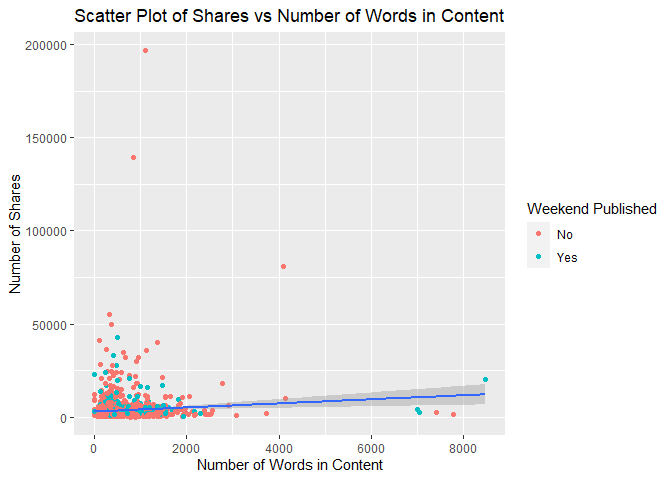 Scatter Plot of Shares vs Number of Words in Content
200000
150000
100000
50000
0
Number of Shares
0 2000 4000 6000 8000
Number of Words in Content
Weekend Published
No
Yes